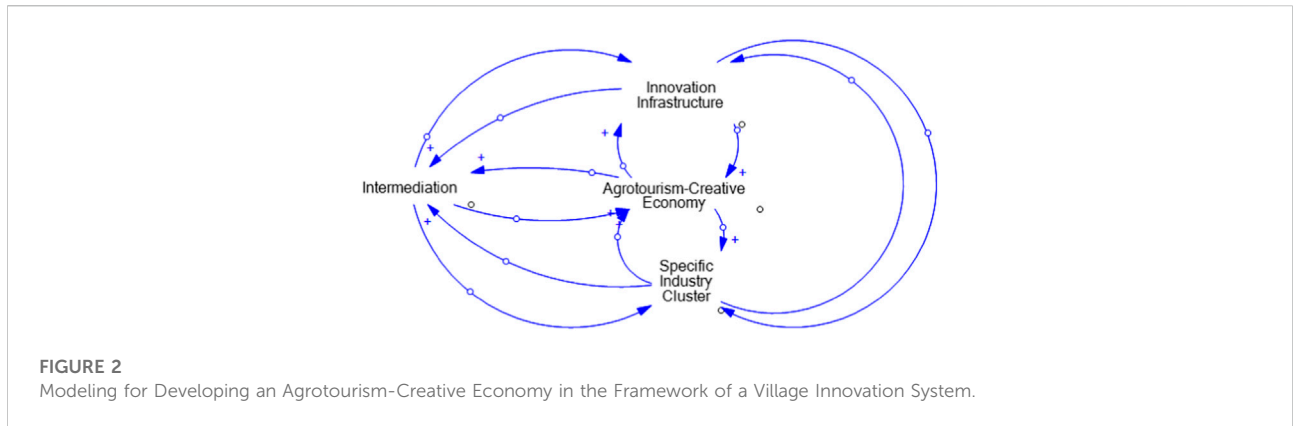 Innovation
Infrastructure
+
+
+
Intermediation
Agrotourism-Creative
Economy
+
+
+
+
+
Specific
Industry
Cluster
FIGURE 2
Modeling for Developing an Agrotourism-Creative Economy in the Framework of a Village Innovation System.